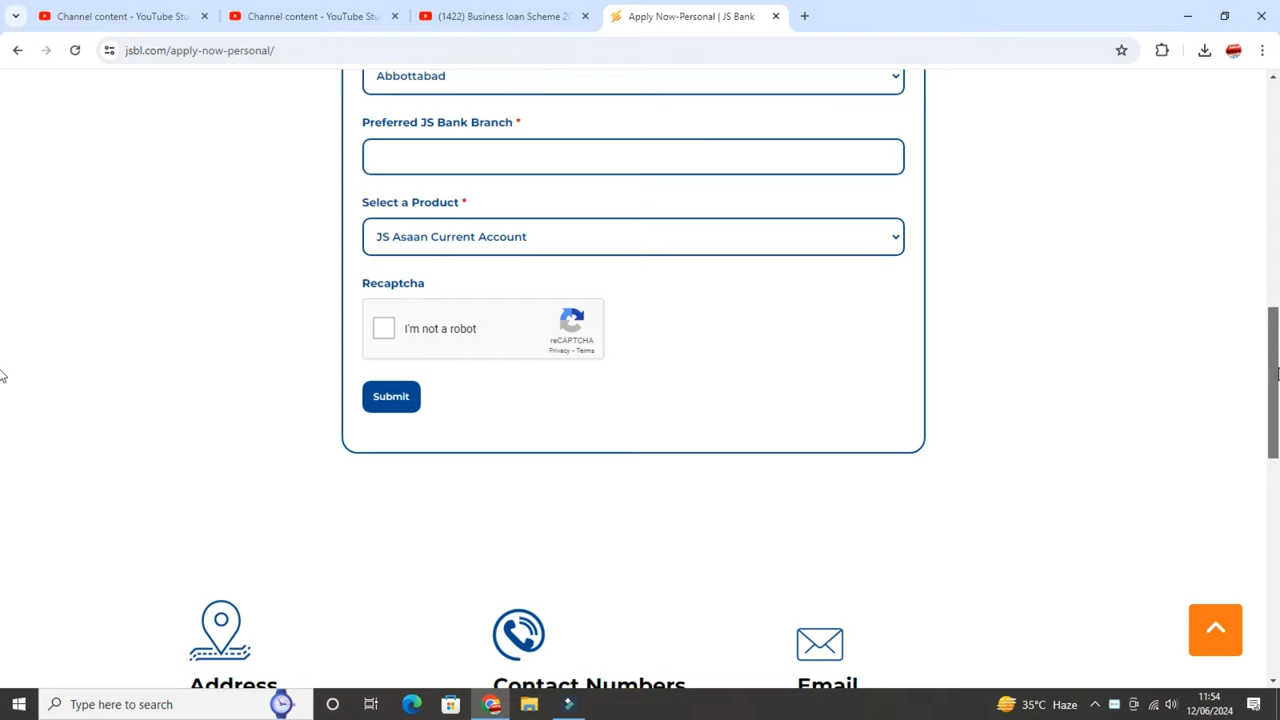 Channel content - YouTube Stu
Channel content - YouTube Stu
(1422) Business loan Scheme 20
Apply Now-Personal | JS Bank
jsbl.com/apply-now-personal/
Abbottabad
Preferred JS Bank Branch *
Select a Product *
JS Asaan Current Account
Recaptcha
I'm not a robot
reCAPTCHA
Privacy - Terms
Submit
Address
Contact Numbers
Email
Type here to search
35°C Haze
11:54
12/06/2024